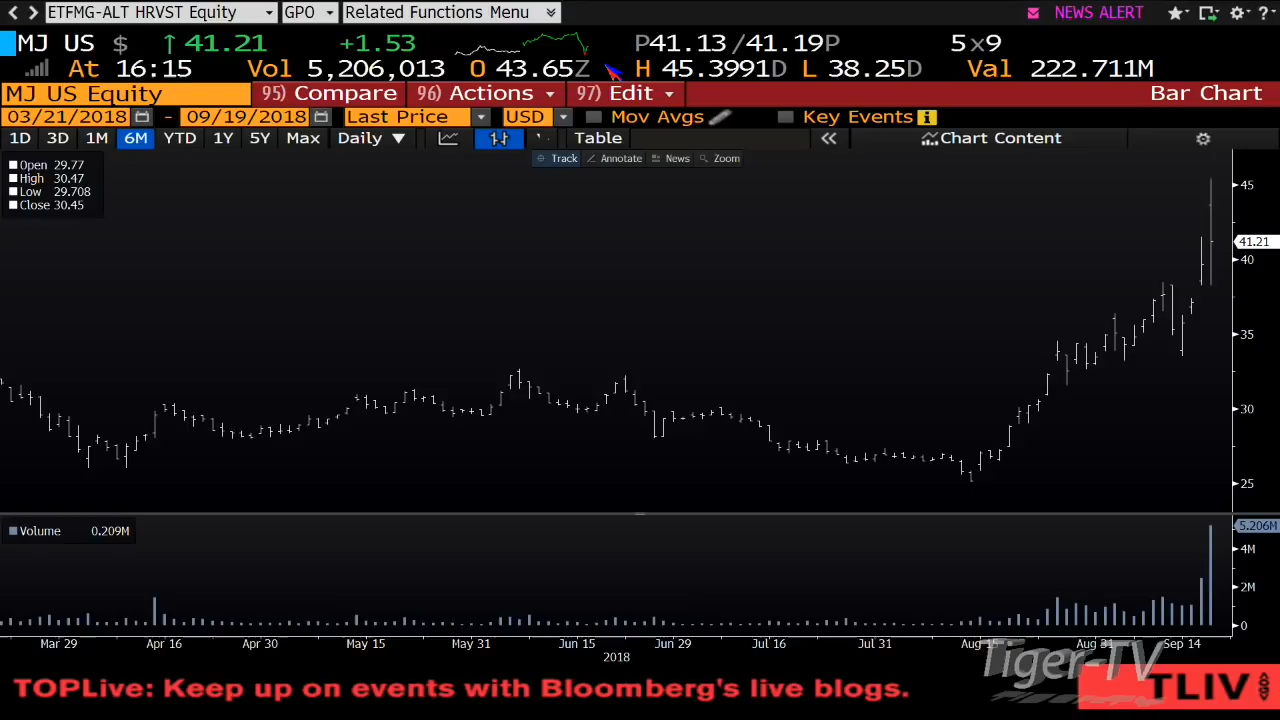 ETFMG-ALT HRVST Equity GPO Related Functions Menu NEWS ALERT ?
MJ US $ ↑ 41.21 +1.53 P41.13/41.19P 5x9
At 16:15 Vol 5,206,013 O 43.65Z H 45.3991D L 38.25D Val 222.711M
MJ US Equity 95) Compare 96) Actions 97) Edit Bar Chart
03/21/2018 - 09/19/2018 Last Price USD Mov Avgs Key Events i
1D 3D 1M 6M YTD 1Y 5Y Max Daily ▼ Table « Chart Content
Track Annotate News Zoom
Open 29.77
High 30.47
Low 29.708
Close 30.45
45
41.21
40
35
30
25
Volume 0.209M
5.206M
4M
2M
0
Mar 29 Apr 16 Apr 30 May 15 May 31 Jun 15 Jun 29 Jul 16 Jul 31 Aug 15 Aug 31 Sep 14
2018
Tiger-TV
TOPLive: Keep up on events with Bloomberg's live blogs. TLIV